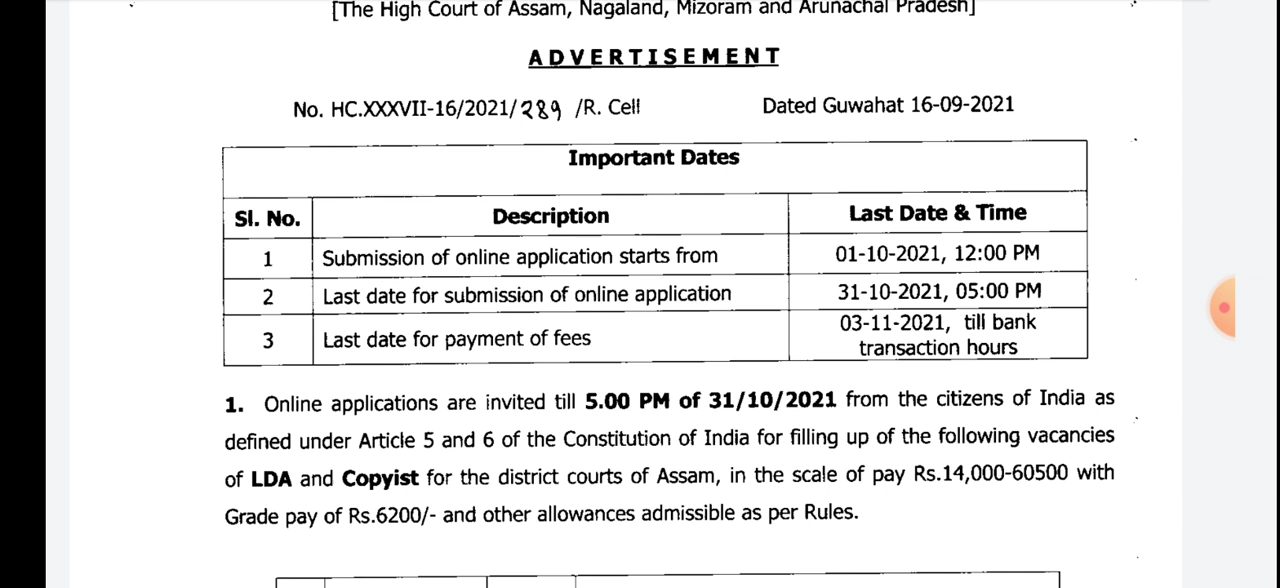 [The High Court of Assam, Nagaland, Mizoram and Arunachal Pradesh]
ADVERTISEMENT
No. HC.XXXVII-16/2021/289 /R. Cell Dated Guwahat 16-09-2021
Important Dates
Sl. No. Description Last Date & Time
1 Submission of online application starts from 01-10-2021, 12:00 PM
2 Last date for submission of online application 31-10-2021, 05:00 PM
3 Last date for payment of fees 03-11-2021, till bank transaction hours
1. Online applications are invited till 5.00 PM of 31/10/2021 from the citizens of India as
defined under Article 5 and 6 of the Constitution of India for filling up of the following vacancies
of LDA and Copyist for the district courts of Assam, in the scale of pay Rs.14,000-60500 with
Grade pay of Rs.6200/- and other allowances admissible as per Rules.